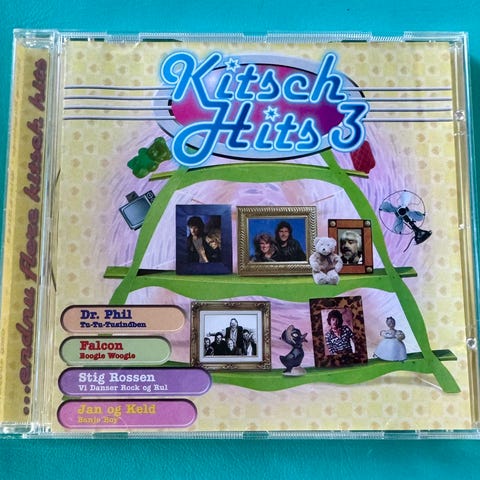 Kitsch
Hits 3
...endnu flere kitsch hits
Dr. Phil
Tu-Tu-Tusindben
Falcon
Boogie Woogie
Stig Rossen
Vi Danser Rock og Rul
Jan og Keld
Banjo Boy